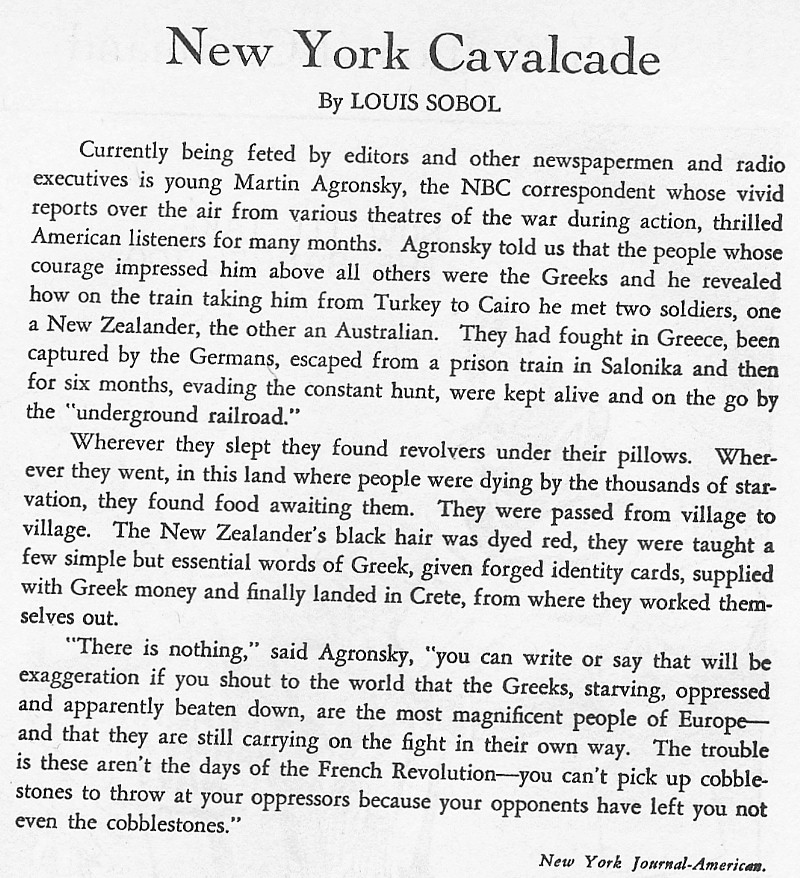 New York Cavalcade
By LOUIS SOBOL
Currently being feted by editors and other newspapermen and radio
executives is young Martin Agronsky, the NBC correspondent whose vivid
reports over the air from various theatres of the war during action, thrilled
American listeners for many months. Agronsky told us that the people whose
courage impressed him above all others were the Greeks and he revealed
how on the train taking him from Turkey to Cairo he met two soldiers, one
a New Zealander, the other an Australian. They had fought in Greece, been
captured by the Germans, escaped from a prison train in Salonika and then
for six months, evading the constant hunt, were kept alive and on the go by
the "underground railroad."
Wherever they slept they found revolvers under their pillows. Wher-
ever they went, in this land where people were dying by the thousands of star-
vation, they found food awaiting them. They were passed from village to
village. The New Zealander's black hair was dyed red, they were taught a
few simple but essential words of Greek, given forged identity cards, supplied
with Greek money and finally landed in Crete, from where they worked them-
selves out.
"There is nothing," said Agronsky, "you can write or say that will be
exaggeration if you shout to the world that the Greeks, starving, oppressed
and apparently beaten down, are the most magnificent people of Europe—
and that they are still carrying on the fight in their own way. The trouble
is these aren't the days of the French Revolution—you can't pick up cobble-
stones to throw at your oppressors because your opponents have left you not
even the cobblestones."
New York Journal-American.